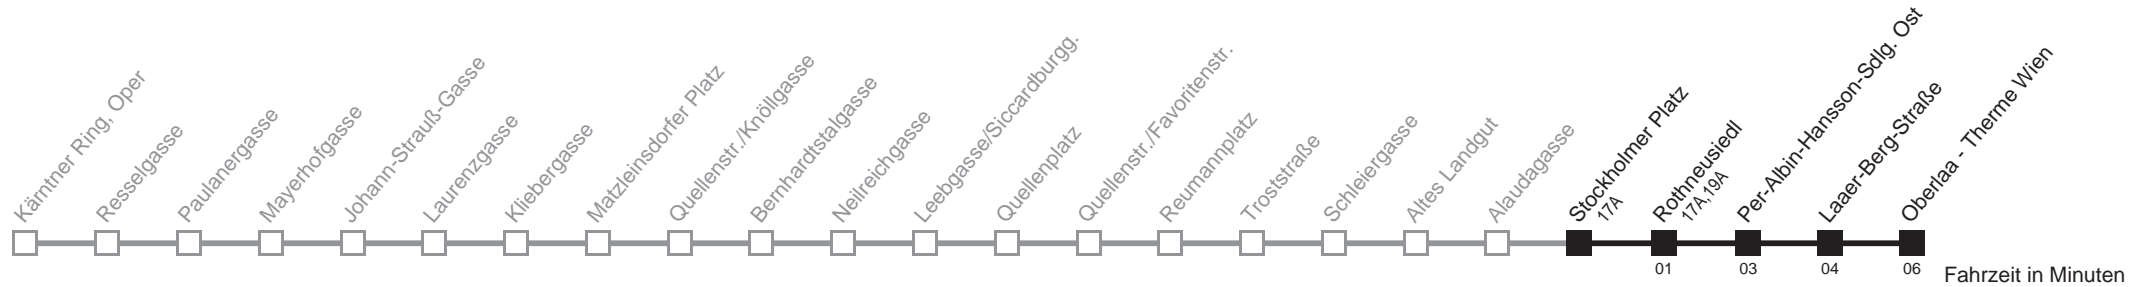 Kärntner Ring, Oper
Resselgasse
Paulanergasse
Mayerhofgasse
Johann-Strauß-Gasse
Laurenzgasse
Kliebergasse
Matzleinsdorfer Platz
Quellenstr./Knöllgasse
Bernhardtstalgasse
Neilreichgasse
Leebgasse/Siccardburgg.
Quellenplatz
Quellenstr./Favoritenstr.
Reumannplatz
Troststraße
Schleiergasse
Altes Landgut
Alaudagasse
Stockholmer Platz
17A
Rothneusiedl
17A, 19A
Per-Albin-Hansson-Sdlg. Ost
Laaer-Berg-Straße
Oberlaa - Therme Wien
01
03
04
06
Fahrzeit in Minuten